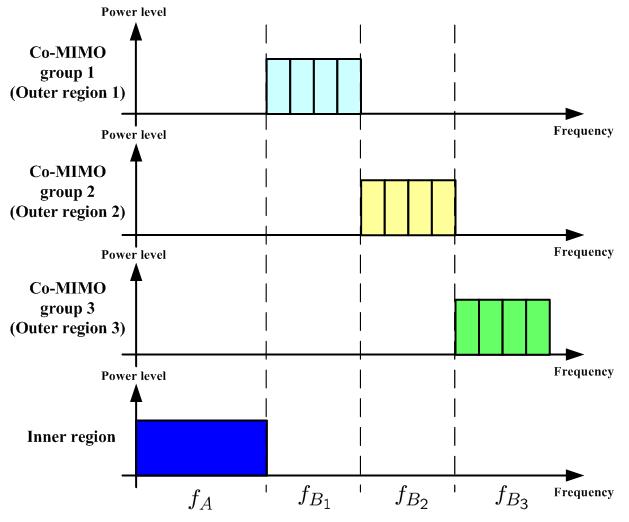 Power level
Co-MIMO
group 1
(Outer region 1)
Frequency
Power level
Co-MIMO
group 2
(Outer region 2)
Frequency
Power level
Co-MIMO
group 3
(Outer region 3)
Frequency
Power level
Inner region
Frequency
f_A f_{B_1} f_{B_2} f_{B_3}